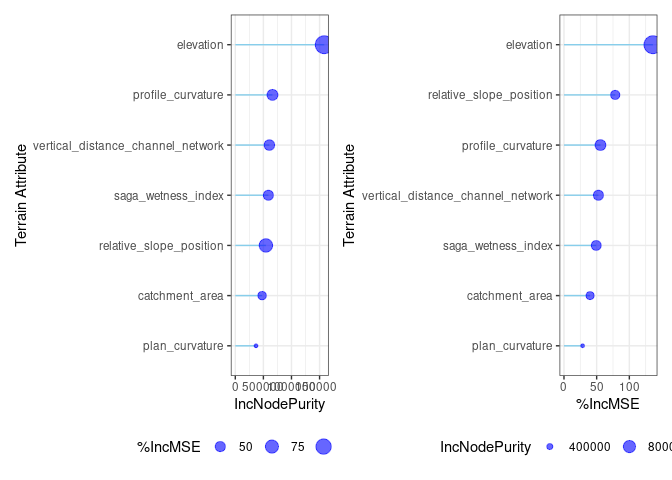 Terrain Attribute
elevation
profile_curvature
vertical_distance_channel_network
saga_wetness_index
relative_slope_position
catchment_area
plan_curvature
0
IncNodePurity
%IncMSE 50 75
Terrain Attribute
elevation
relative_slope_position
profile_curvature
vertical_distance_channel_network
saga_wetness_index
catchment_area
plan_curvature
0 50 100
%IncMSE
IncNodePurity 400000